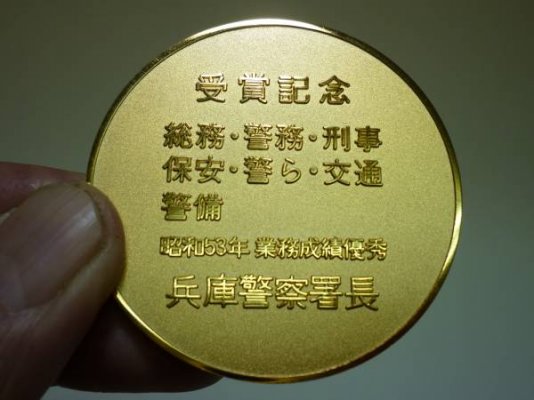 受賞記念
総務・警務・刑事
保安・警ら・交通
警備
昭和53年 業務成績優秀
兵庫警察署長